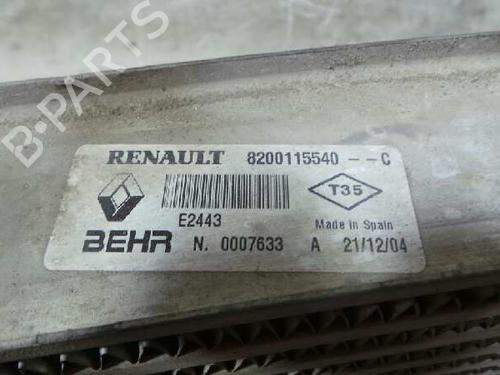 B-PARTS
RENAULT 8200115540 --C
T35
E2443
Made in Spain
BEHR N. 0007633 A 21/12/04